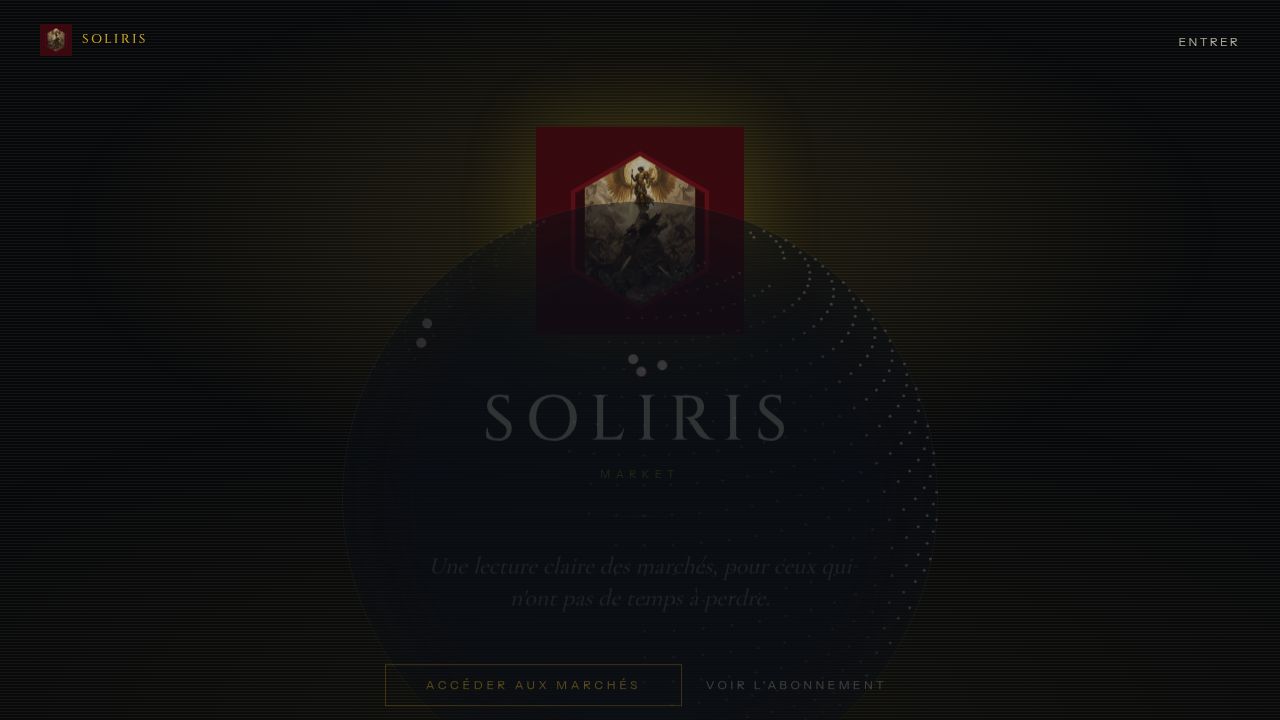 SOLIRIS
ENTRER
SOLIRIS
MARKET
Une lecture claire des marchés, pour ceux qui
n'ont pas de temps à perdre.
ACCÉDER AUX MARCHÉS
VOIR L'ABONNEMENT